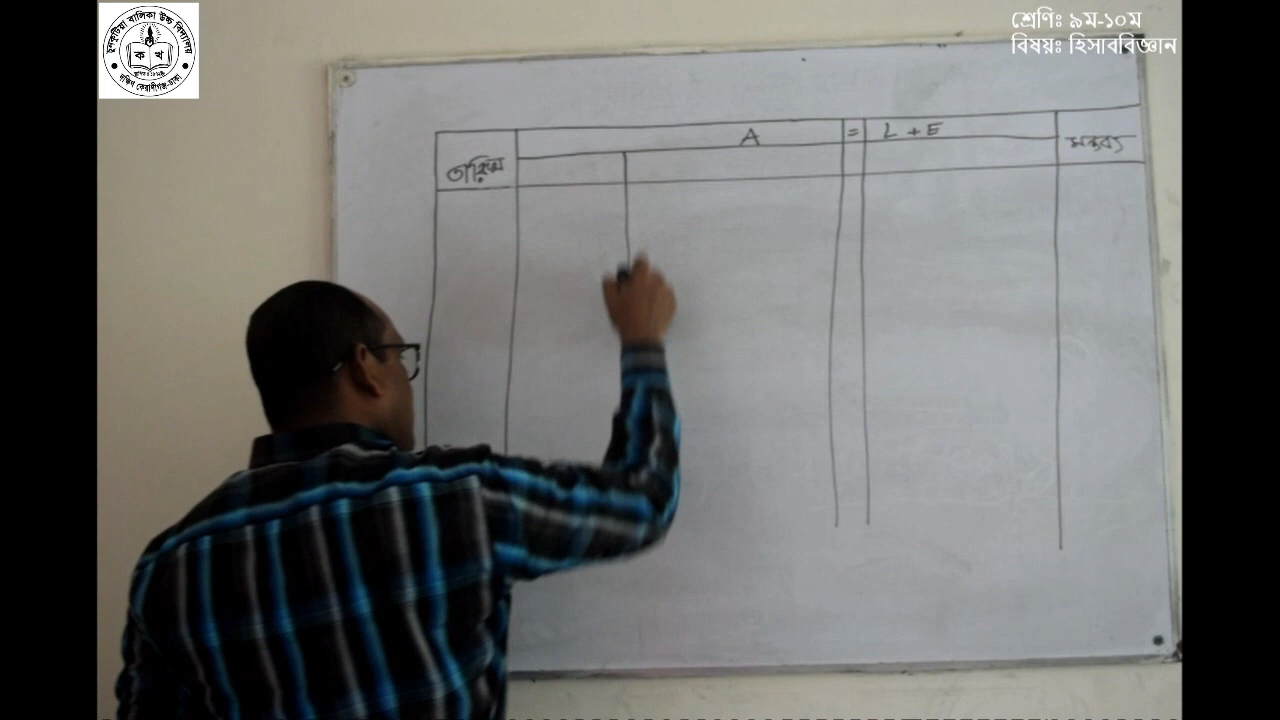 শ্রেণিঃ ৯ম-১০ম
বিষয়ঃ হিসাববিজ্ঞান
ক খ
তারিখ A = L + E মন্তব্য